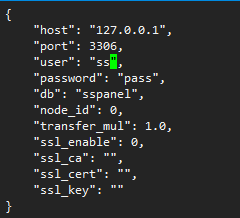 {
    "host": "127.0.0.1",
    "port": 3306,
    "user": "ss",
    "password": "pass",
    "db": "sspanel",
    "node_id": 0,
    "transfer_mul": 1.0,
    "ssl_enable": 0,
    "ssl_ca": "",
    "ssl_cert": "",
    "ssl_key": ""
}